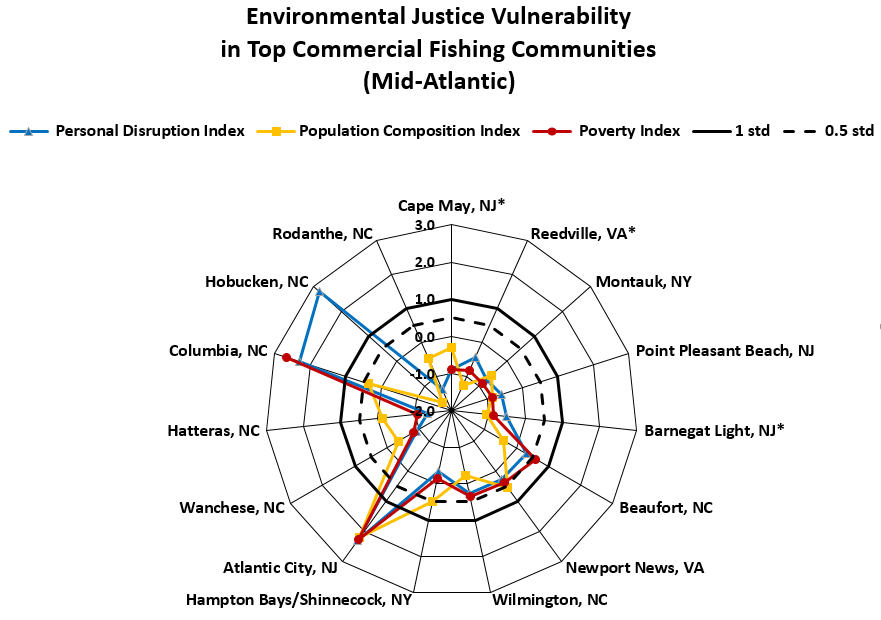 Environmental Justice Vulnerability
in Top Commercial Fishing Communities
(Mid-Atlantic)
Personal Disruption Index Population Composition Index Poverty Index 1 std 0.5 std
Cape May, NJ*
3.0
Rodanthe, NC
Reedville, VA*
2.0
Hobucken, NC
Montauk, NY
1.0
0.0
Columbia, NC
Point Pleasant Beach, NJ
-1.0
-2.0
Hatteras, NC
Barnegat Light, NJ*
Wanchese, NC
Beaufort, NC
Atlantic City, NJ
Newport News, VA
Hampton Bays/Shinnecock, NY
Wilmington, NC